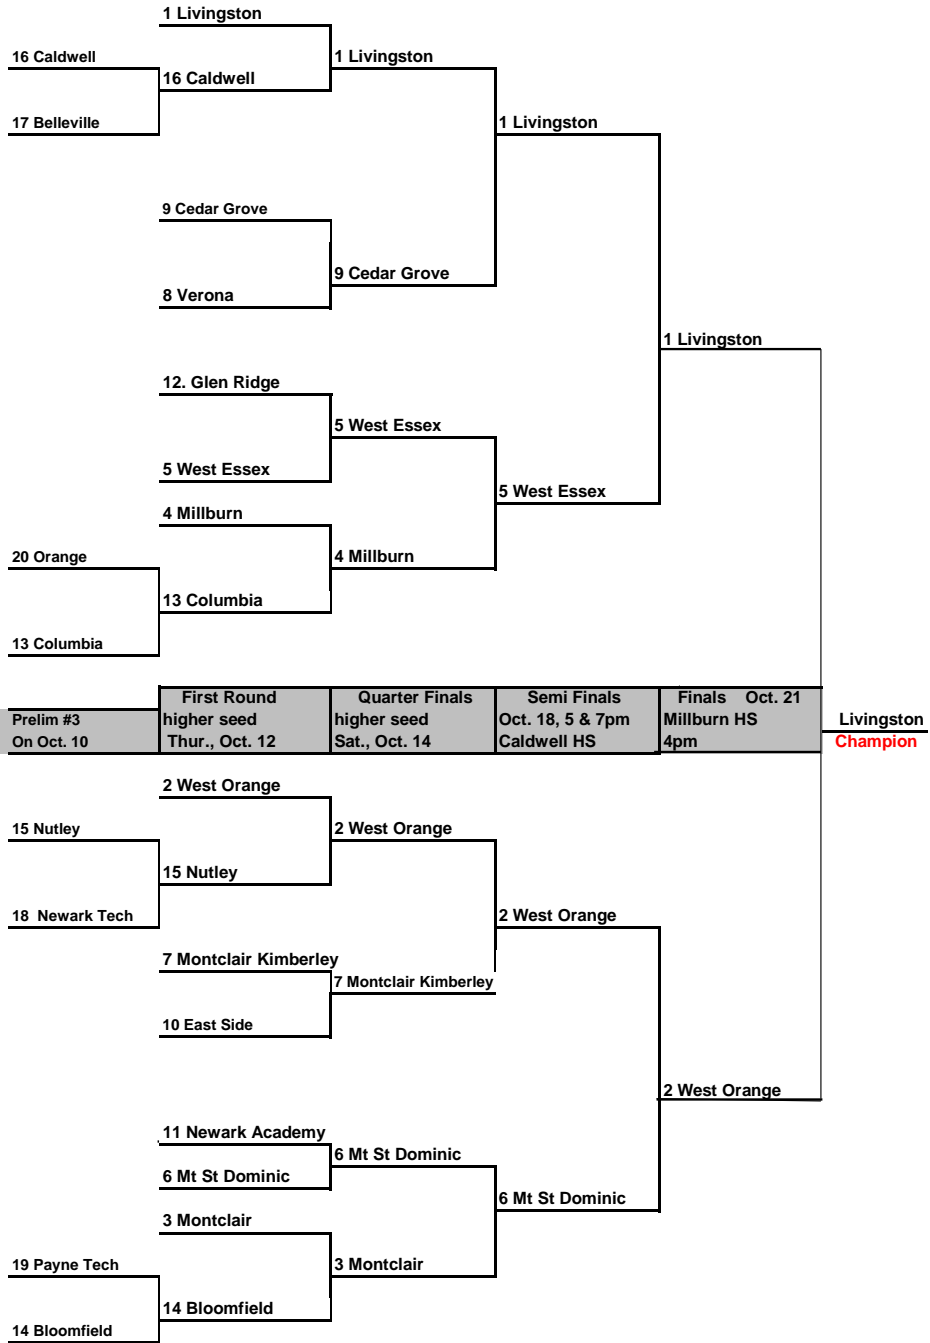 1 Livingston
16 Caldwell
1 Livingston
16 Caldwell
17 Belleville
1 Livingston
9 Cedar Grove
9 Cedar Grove
8 Verona
1 Livingston
12. Glen Ridge
5 West Essex
5 West Essex
5 West Essex
4 Millburn
20 Orange
4 Millburn
13 Columbia
13 Columbia
First Round
higher seed
Thur., Oct. 12
Quarter Finals
higher seed
Sat., Oct. 14
Semi Finals
Oct. 18, 5 & 7pm
Caldwell HS
Finals Oct. 21
Millburn HS
4pm
Prelim #3
On Oct. 10
Livingston
Champion
2 West Orange
15 Nutley
2 West Orange
15 Nutley
18 Newark Tech
2 West Orange
7 Montclair Kimberley
7 Montclair Kimberley
10 East Side
2 West Orange
11 Newark Academy
6 Mt St Dominic
6 Mt St Dominic
6 Mt St Dominic
3 Montclair
19 Payne Tech
3 Montclair
14 Bloomfield
14 Bloomfield